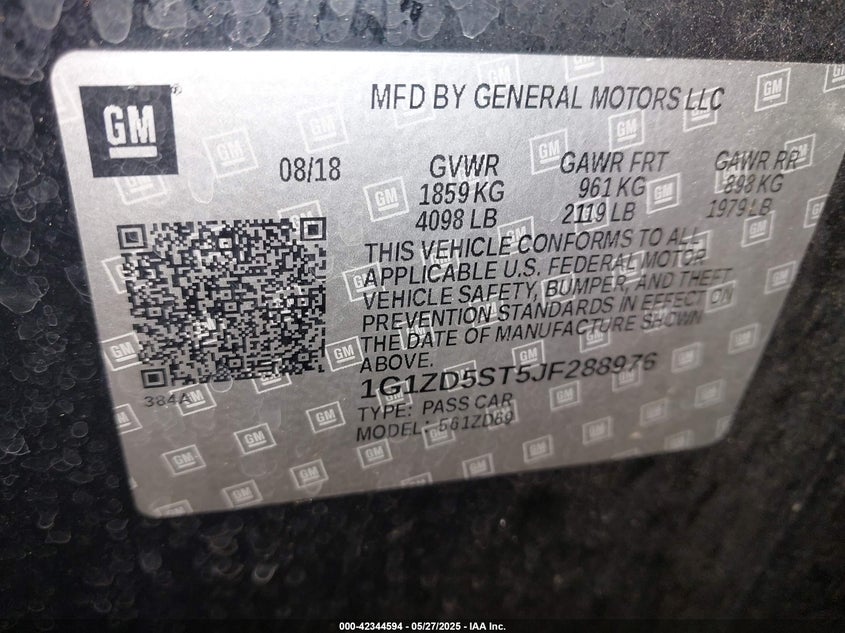 GM
MFD BY GENERAL MOTORS LLC
08/18
GVWR GAWR FRT GAWR RR
1859 KG 961 KG 898 KG
4098 LB 2119 LB 1979 LB
THIS VEHICLE CONFORMS TO ALL
APPLICABLE U.S. FEDERAL MOTOR
VEHICLE SAFETY, BUMPER, AND THEFT
PREVENTION STANDARDS IN EFFECT ON
THE DATE OF MANUFACTURE SHOWN
ABOVE.
1G1ZD5ST5JF288976
TYPE: PASS CAR
MODEL: 561ZD69
384A
000-42344594 - 05/27/2025 - IAA Inc.